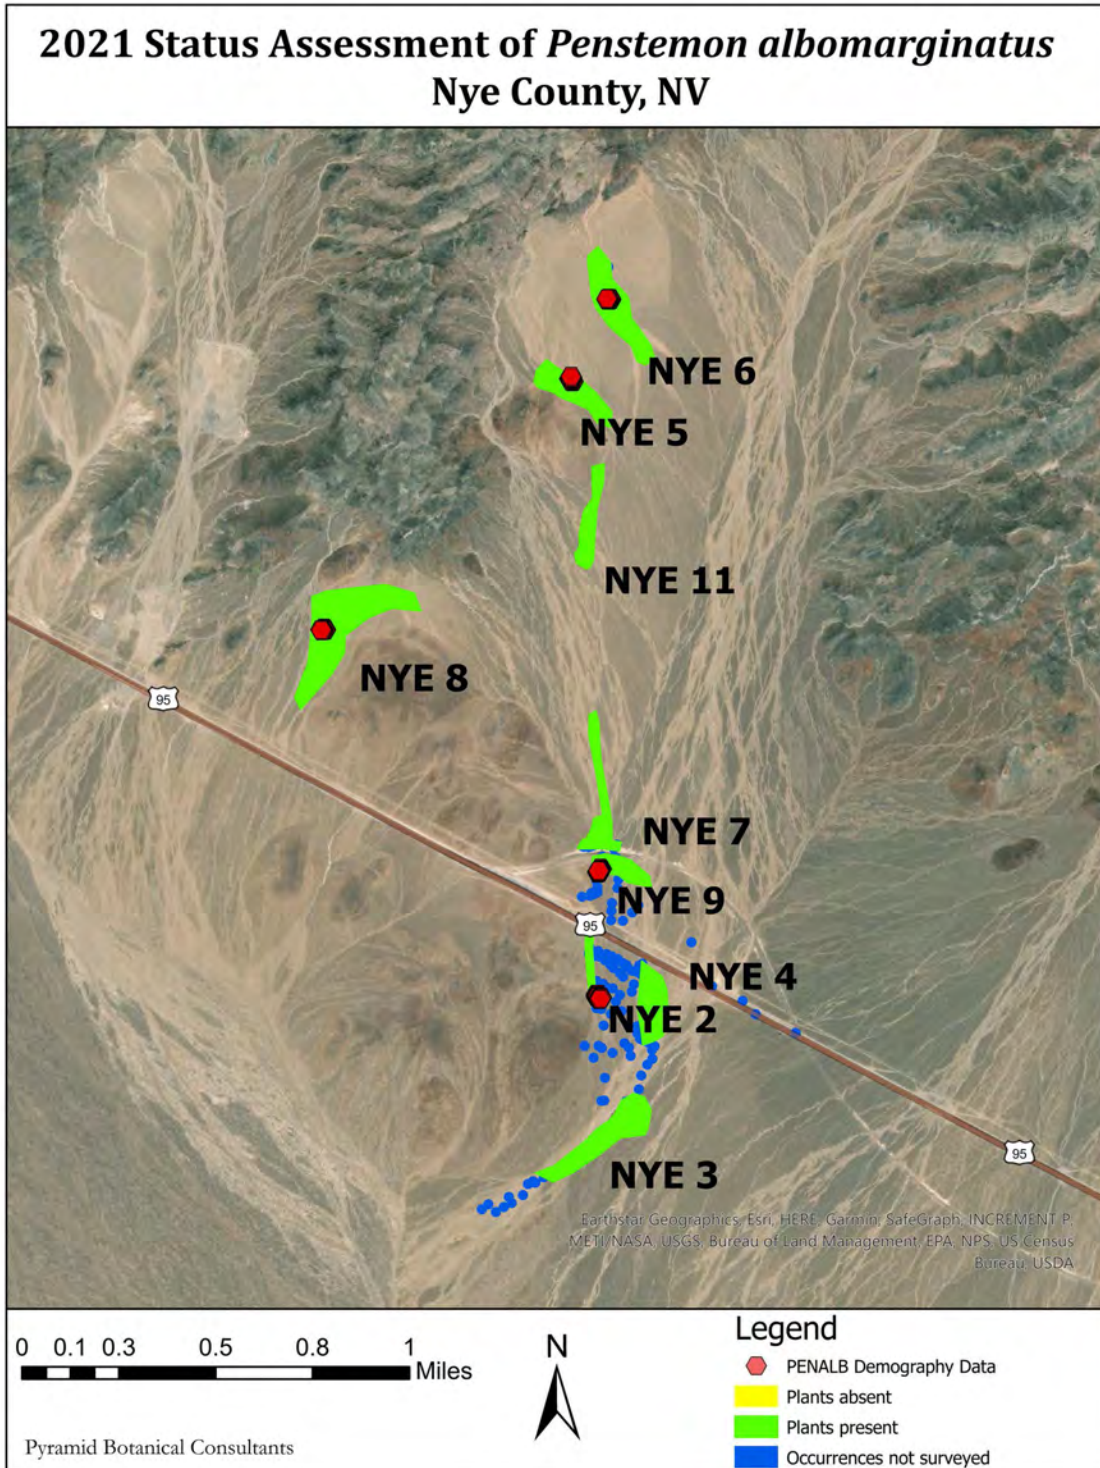 2021 Status Assessment of Penstemon albomarginatus
Nye County, NV
NYE 6
NYE 5
NYE 11
NYE 8
95
NYE 7
NYE 9
95
NYE 4
NYE 2
95
NYE 3
Earthstar Geographics, Esri, HERE, Garmin, SafeGraph, INCREMENT P,
METI/NASA, USGS, Bureau of Land Management, EPA, NPS, US Census
Bureau, USDA
0 0.1 0.3 0.5 0.8 1
Miles
N
Pyramid Botanical Consultants
Legend
PENALB Demography Data
Plants absent
Plants present
Occurrences not surveyed